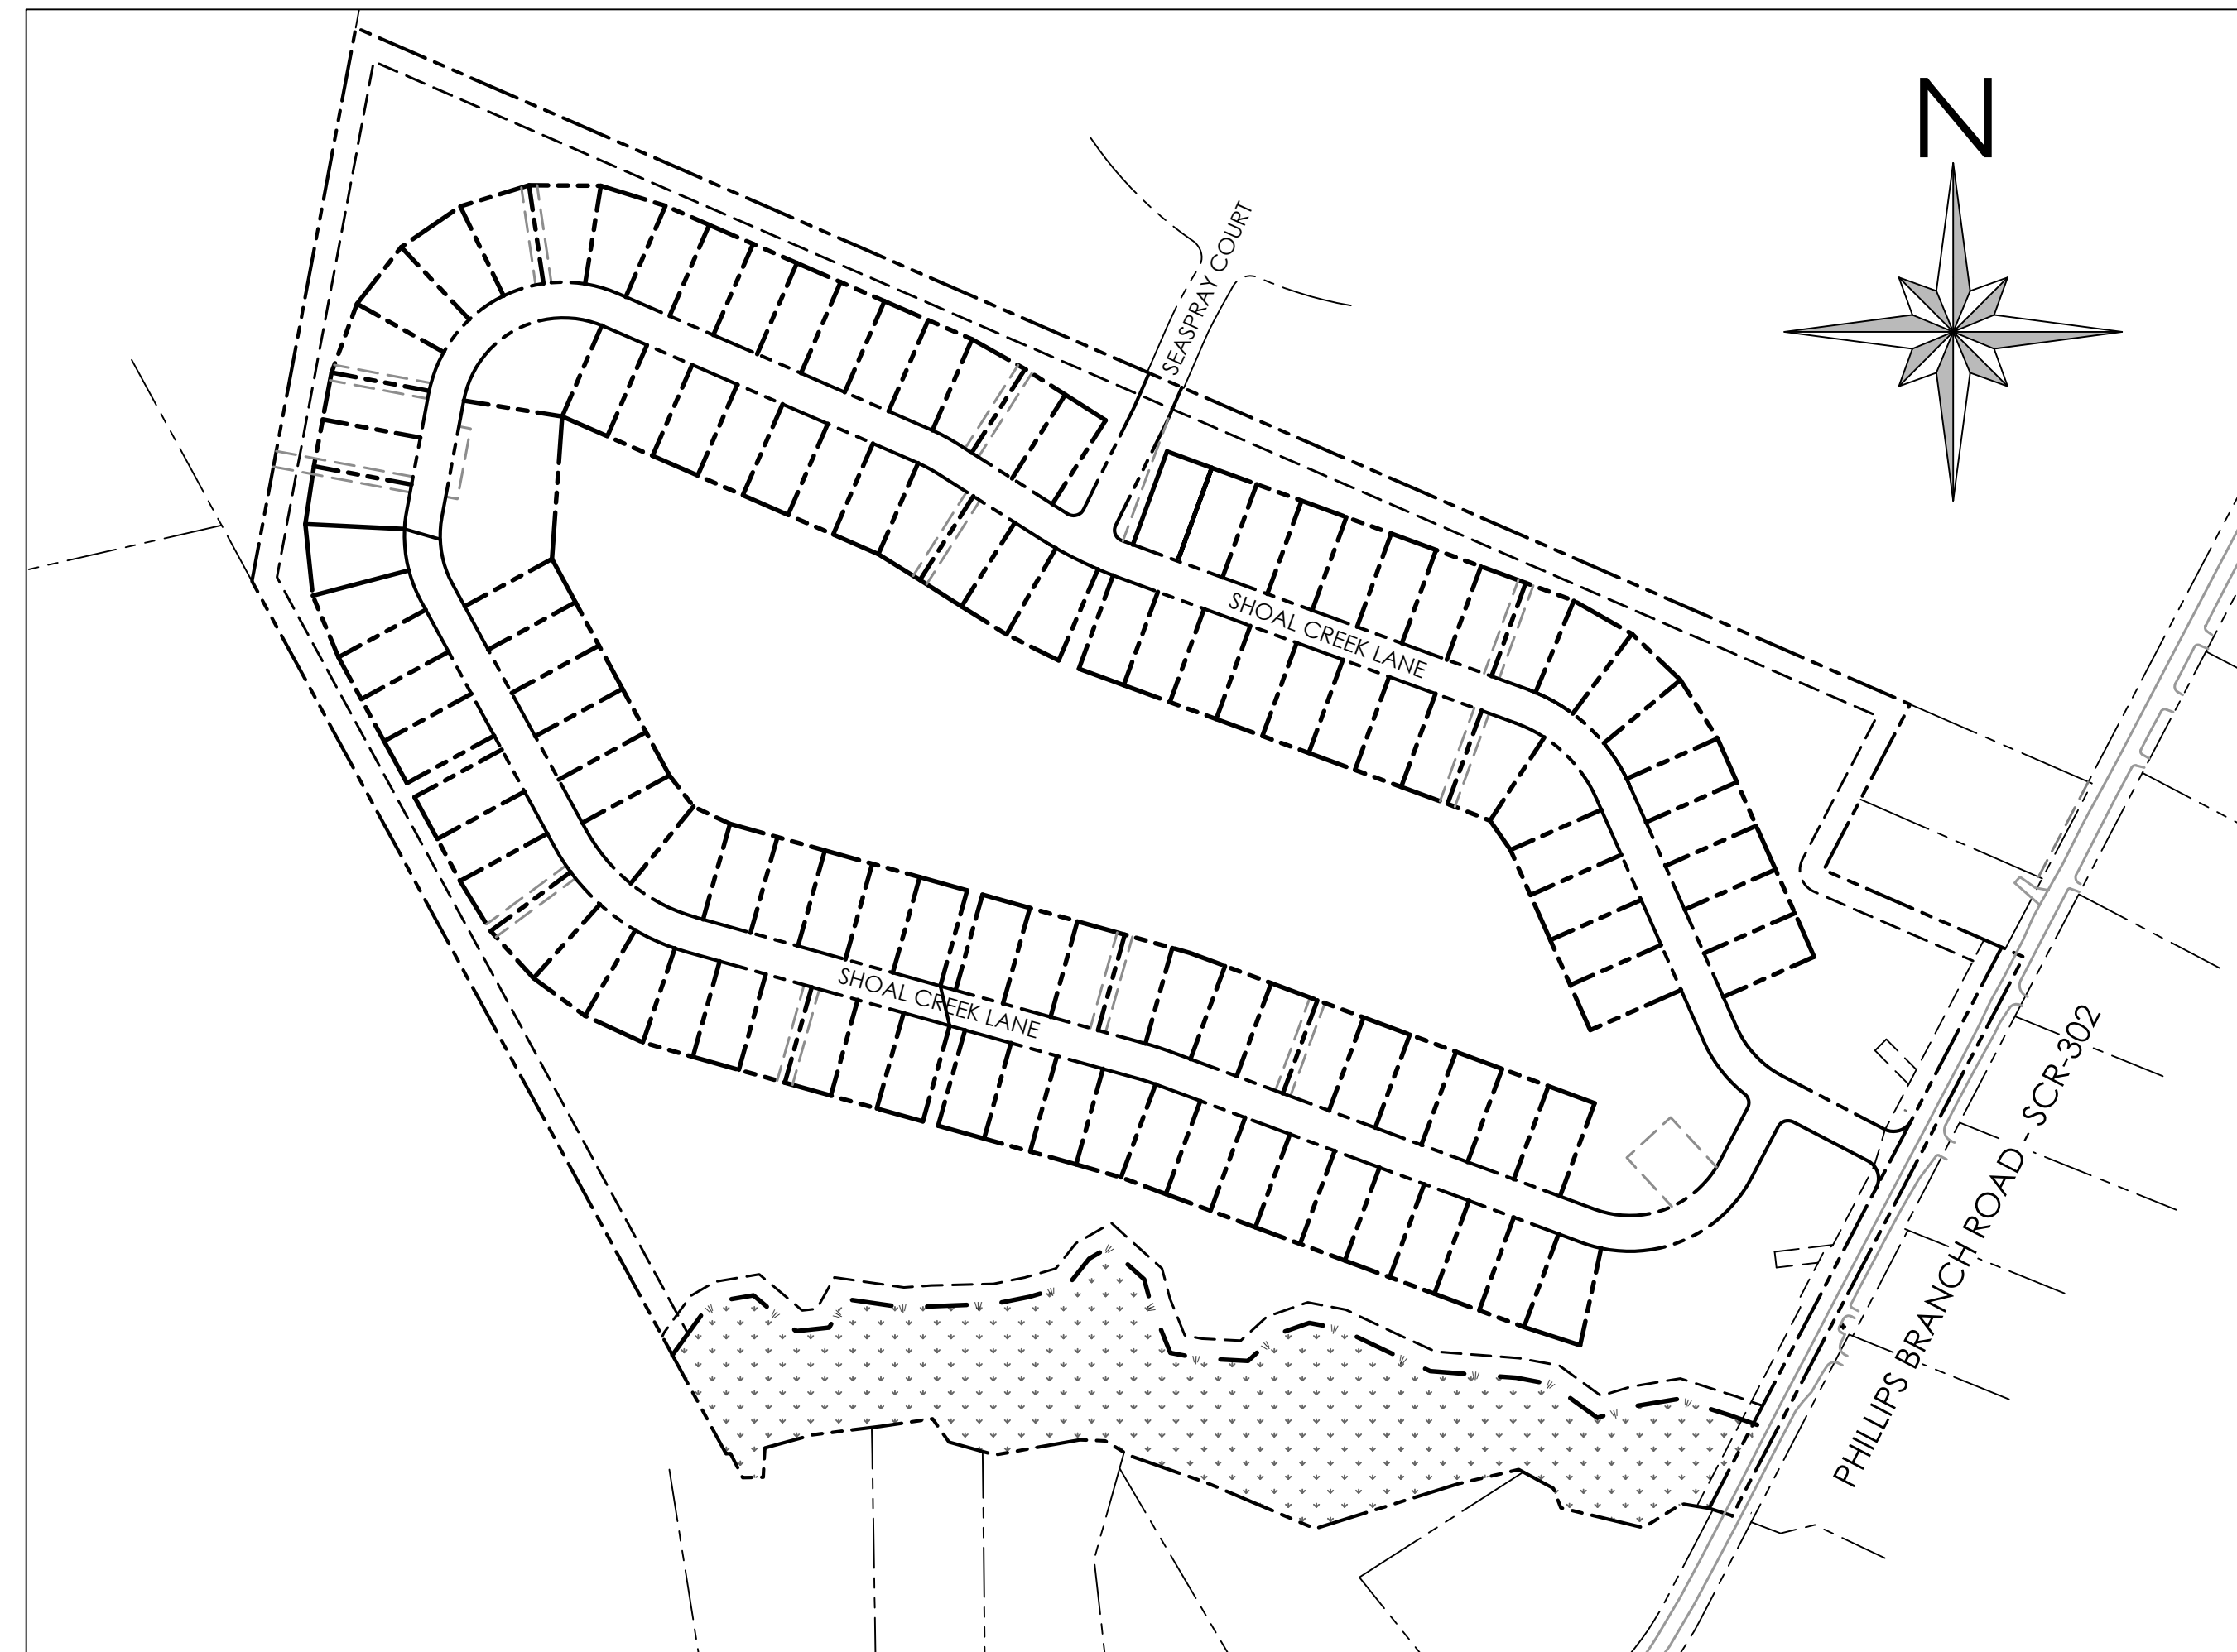 N
SEASPRAY COURT
SHOAL CREEK LANE
SHOAL CREEK LANE
PHILLIPS BRANCH ROAD - SCR-302